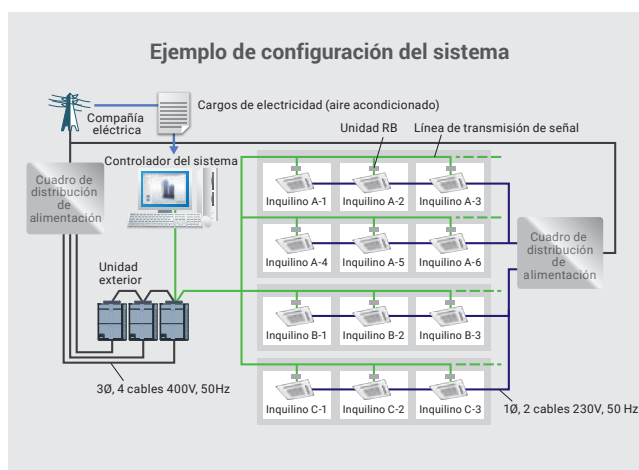 Ejemplo de configuración del sistema
Compañía
eléctrica
Cargos de electricidad (aire acondicionado)
Unidad RB
Línea de transmisión de señal
Controlador del sistema
Cuadro de
distribución
de
alimentación
Inquilino A-1
Inquilino A-2
Inquilino A-3
Inquilino A-4
Inquilino A-5
Inquilino A-6
Cuadro de
distribución
de
alimentación
Unidad
exterior
Inquilino B-1
Inquilino B-2
Inquilino B-3
3Ø, 4 cables 400V, 50Hz
Inquilino C-1
Inquilino C-2
Inquilino C-3
1Ø, 2 cables 230V, 50 Hz